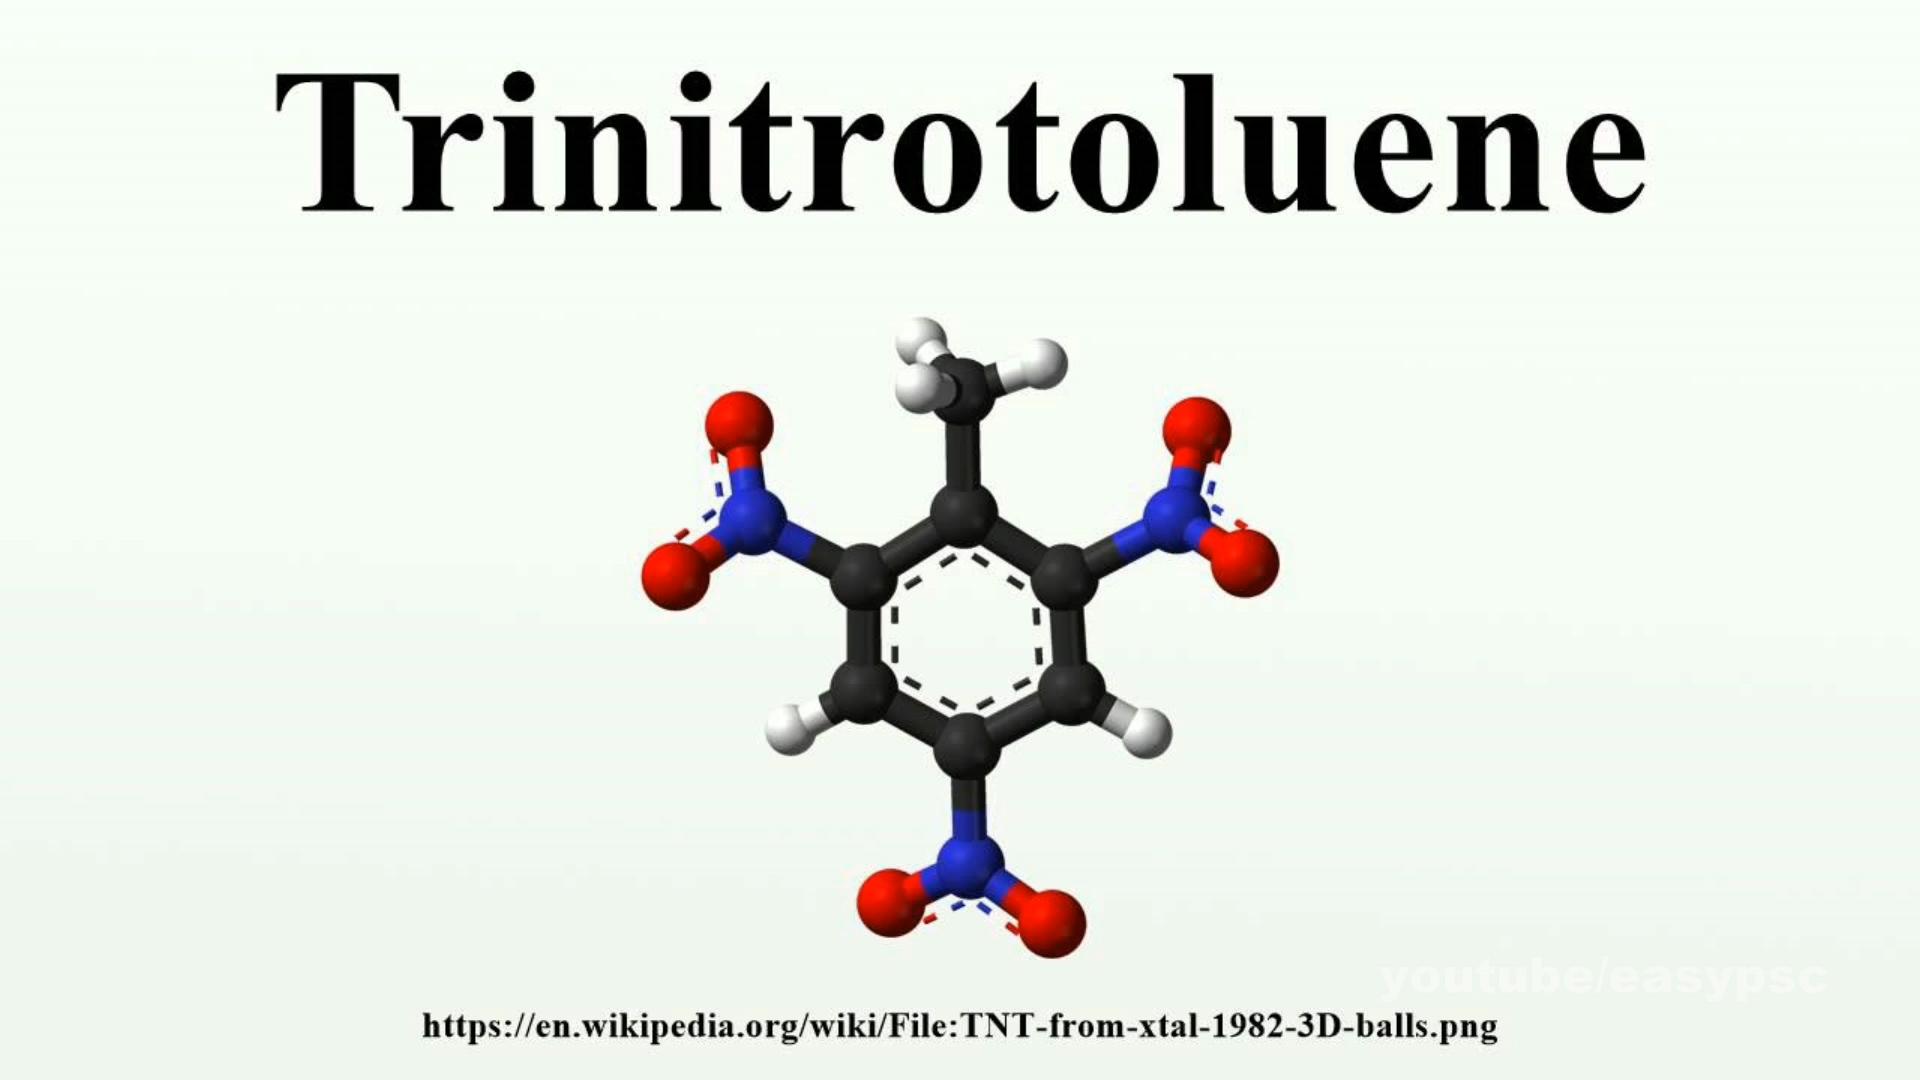 Trinitrotoluene
youtube/easypsc
https://en.wikipedia.org/wiki/File:TNT-from-xtal-1982-3D-balls.png